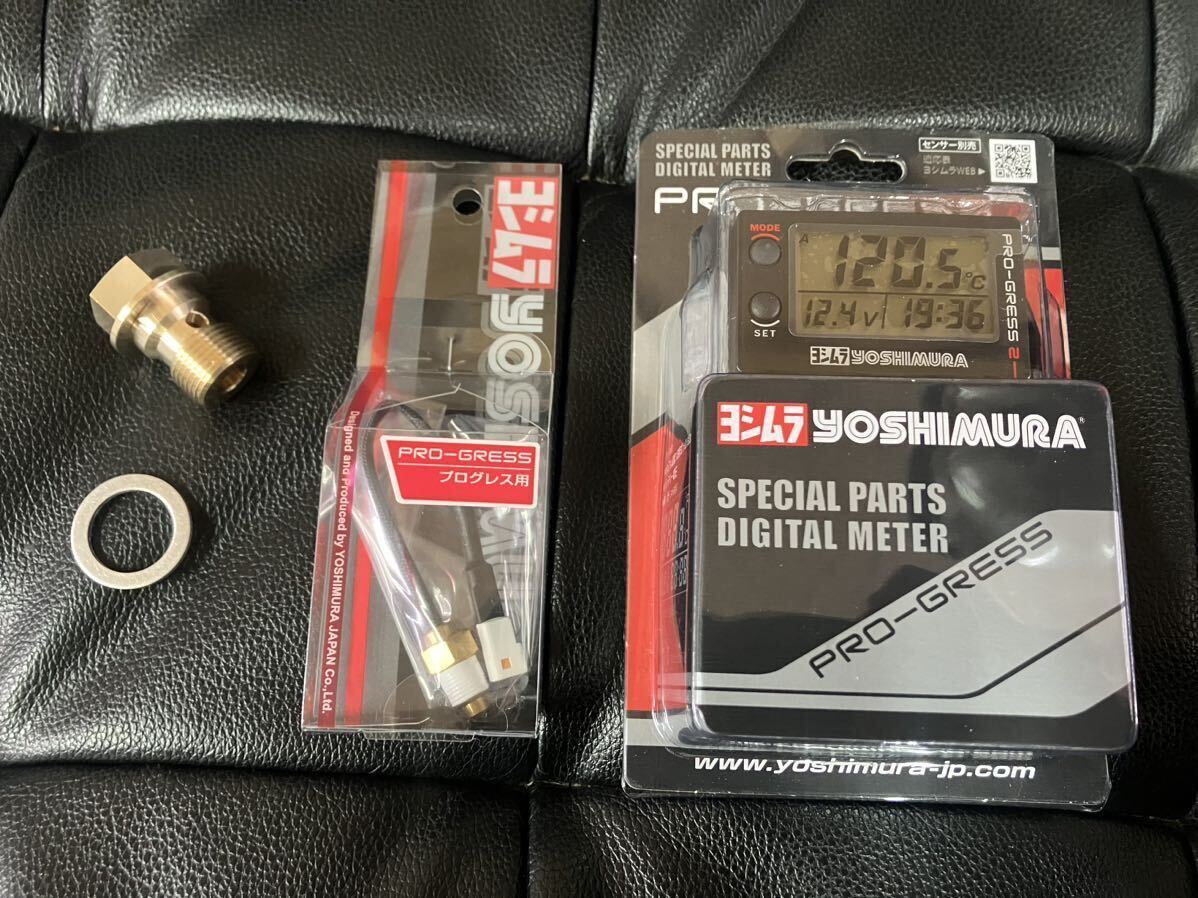 ヨシムラ YOSHIMURA
PRO-GRESS
プログレス用
Designed and Produced by YOSHIMURA JAPAN Co.,Ltd.
SPECIAL PARTS
DIGITAL METER
センサー別売
適応表
ヨシムラWEB▶
PR
MODE
SET
A
120.5℃
12.4V
19:36
PRO-GRESS 2
ヨシムラ YOSHIMURA
ヨシムラ YOSHIMURA®
SPECIAL PARTS
DIGITAL METER
PRO-GRESS
www.yoshimura-jp.com